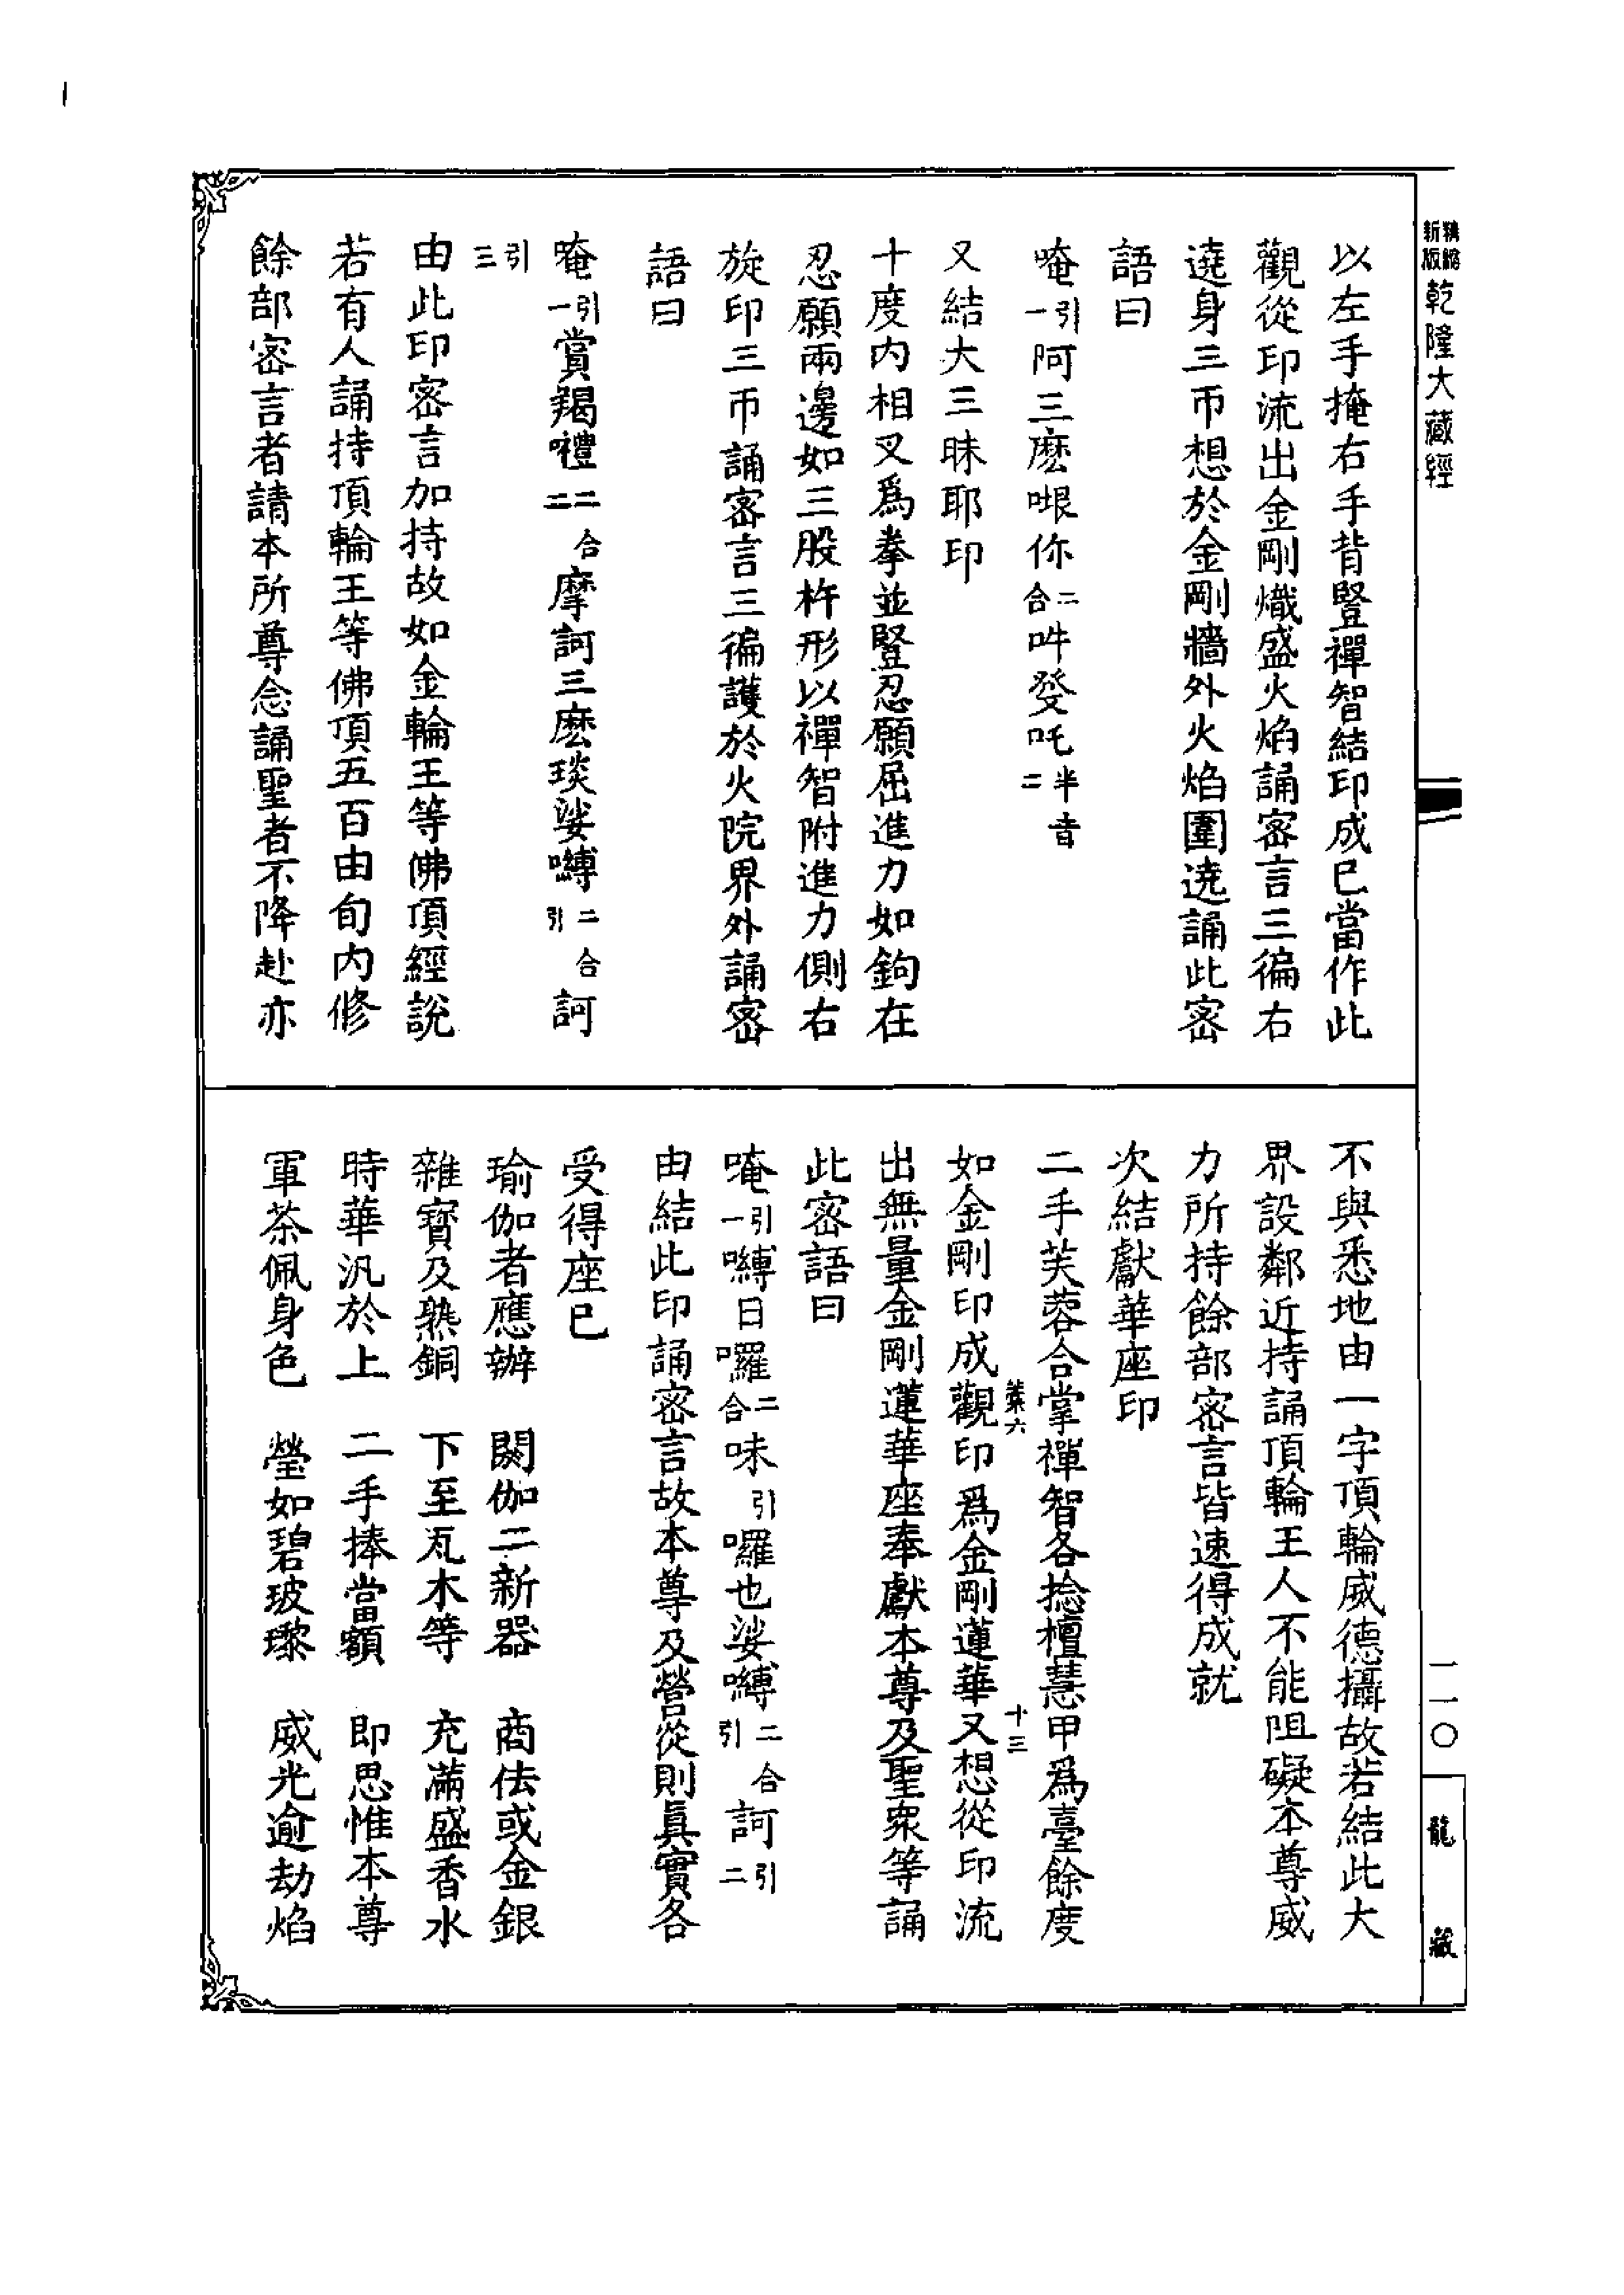 新版精縮乾隆大藏經
以左手掩右手背豎禪智結印成已當作此
觀從印流出金剛熾盛火焰誦密言三徧右
遶身三帀想於金剛牆外火焰圍遶誦此密
語曰
唵引一阿三麽哏你二合吽發吒半音二
又結大三昧耶印
十度内相叉爲拳並豎忍願屈進力如鉤在
忍願兩邊如三股杵形以禪智附進力側右
旋印三帀誦密言三徧護於火院界外誦密
語曰
唵引一賞羯囇二合二摩訶三麽琰娑嚩二合引訶
引三
由此印密言加持故如金輪王等佛頂經説
若有人誦持頂輪王等佛頂五百由旬内修
餘部密言者請本所尊念誦聖者不降赴亦
不與悉地由一字頂輪威德攝故若結此大
界設鄰近持誦頂輪王人不能阻礙本尊威
力所持餘部密言皆速得成就
次結獻華座印
二手芙蓉合掌禪智各捻檀慧甲爲臺餘度
如金剛印成觀印爲金剛蓮華又想從印流
出無量金剛蓮華座奉獻本尊及聖衆等誦
此密語曰
唵引一嚩日囉二合味引囉也娑嚩二合引訶引二
由結此印誦密言故本尊及營從則真實各
受得座已
瑜伽者應辦　閼伽二新器　商佉或金銀
雜寶及熟銅　下至瓦木等　充滿盛香水
時華汎於上　二手捧當額　即思惟本尊
軍荼佩身色　瑩如碧玻瓈　威光逾劫焰
六
十三
一一〇
龍藏